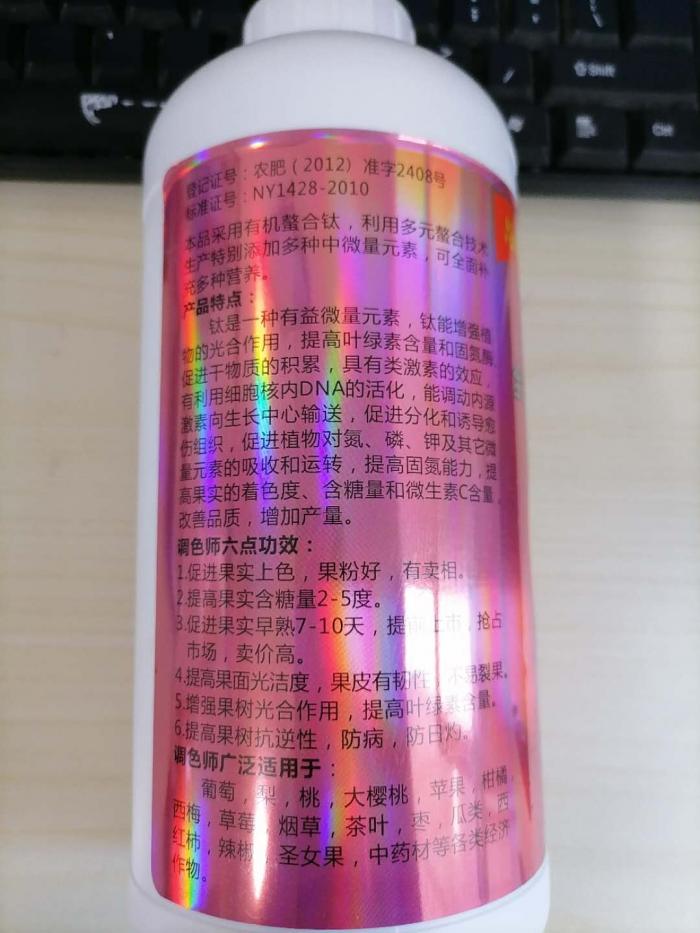 登记证号：农肥（2012）准字2408号
标准证号：NY1428-2010
本品采用有机螯合钛，利用多元螯合技术
生产特别添加多种中微量元素，可全面补
充多种营养。
产品特点：
钛是一种有益微量元素，钛能增强植
物的光合作用，提高叶绿素含量和固氮酶，
促进干物质的积累，具有类激素的效应，
有利用细胞核内DNA的活化，能调动内源
激素向生长中心输送，促进分化和诱导愈
伤组织，促进植物对氮、磷、钾及其它微
量元素的吸收和运转，提高固氮能力，提
高果实的着色度、含糖量和微生素C含量，
改善品质，增加产量。
调色师六点功效：
1.促进果实上色，果粉好，有卖相。
2.提高果实含糖量2-5度。
3.促进果实早熟7-10天，提前上市，抢占
市场，卖价高。
4.提高果面光洁度，果皮有韧性，不易裂果。
5.增强果树光合作用，提高叶绿素含量。
6.提高果树抗逆性，防病，防日灼。
调色师广泛适用于：
葡萄，梨，桃，大樱桃，苹果，柑橘，
西梅，草莓，烟草，茶叶，枣，瓜类，西
红柿，辣椒，圣女果，中药材等各类经济
作物。
Shift
Ctrl